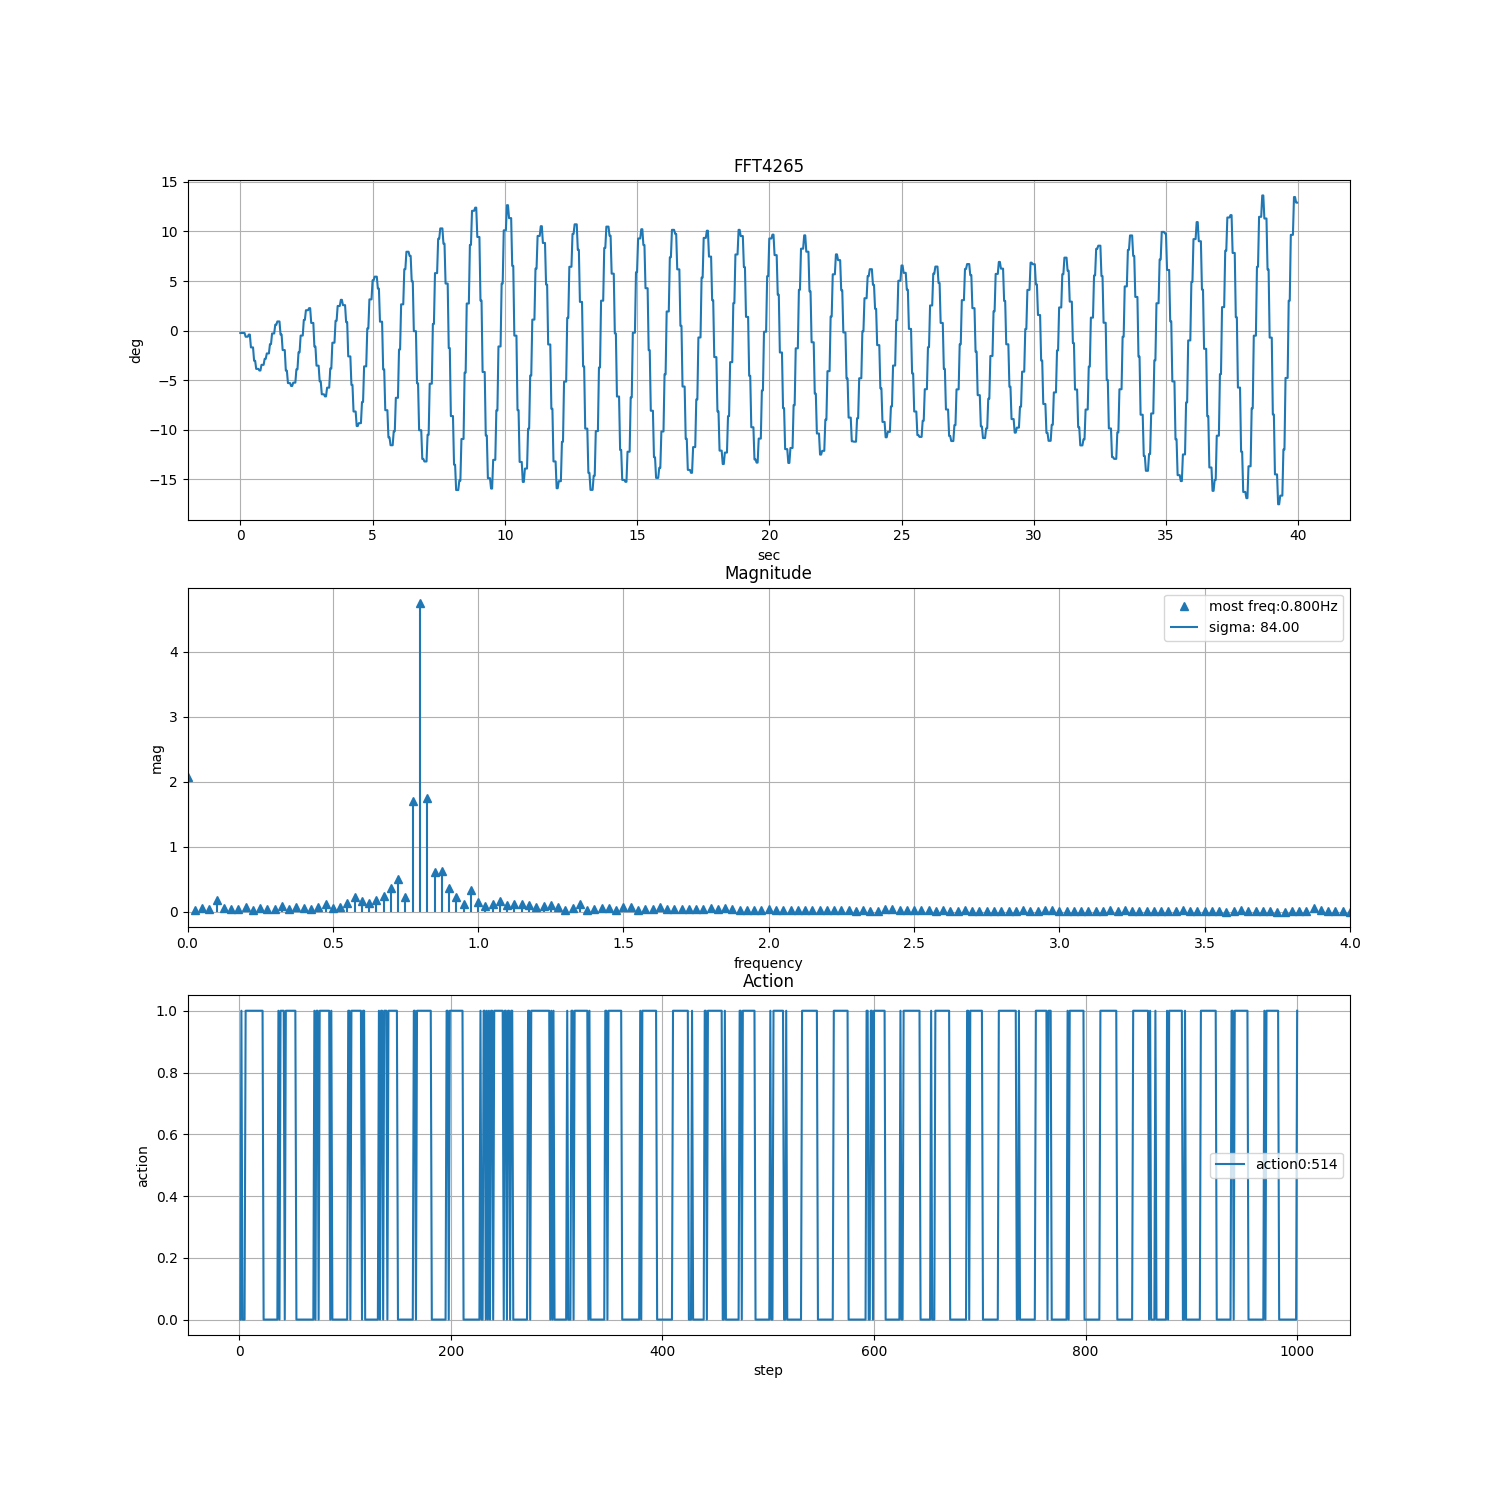 FFT4265
15
10
5
0
−5
−10
−15
deg
0 5 10 15 20 25 30 35 40
sec
Magnitude
most freq:0.800Hz
sigma: 84.00
4
3
2
1
0
mag
0.0 0.5 1.0 1.5 2.0 2.5 3.0 3.5 4.0
frequency
Action
1.0
0.8
0.6
0.4
0.2
0.0
action
action0:514
0 200 400 600 800 1000
step